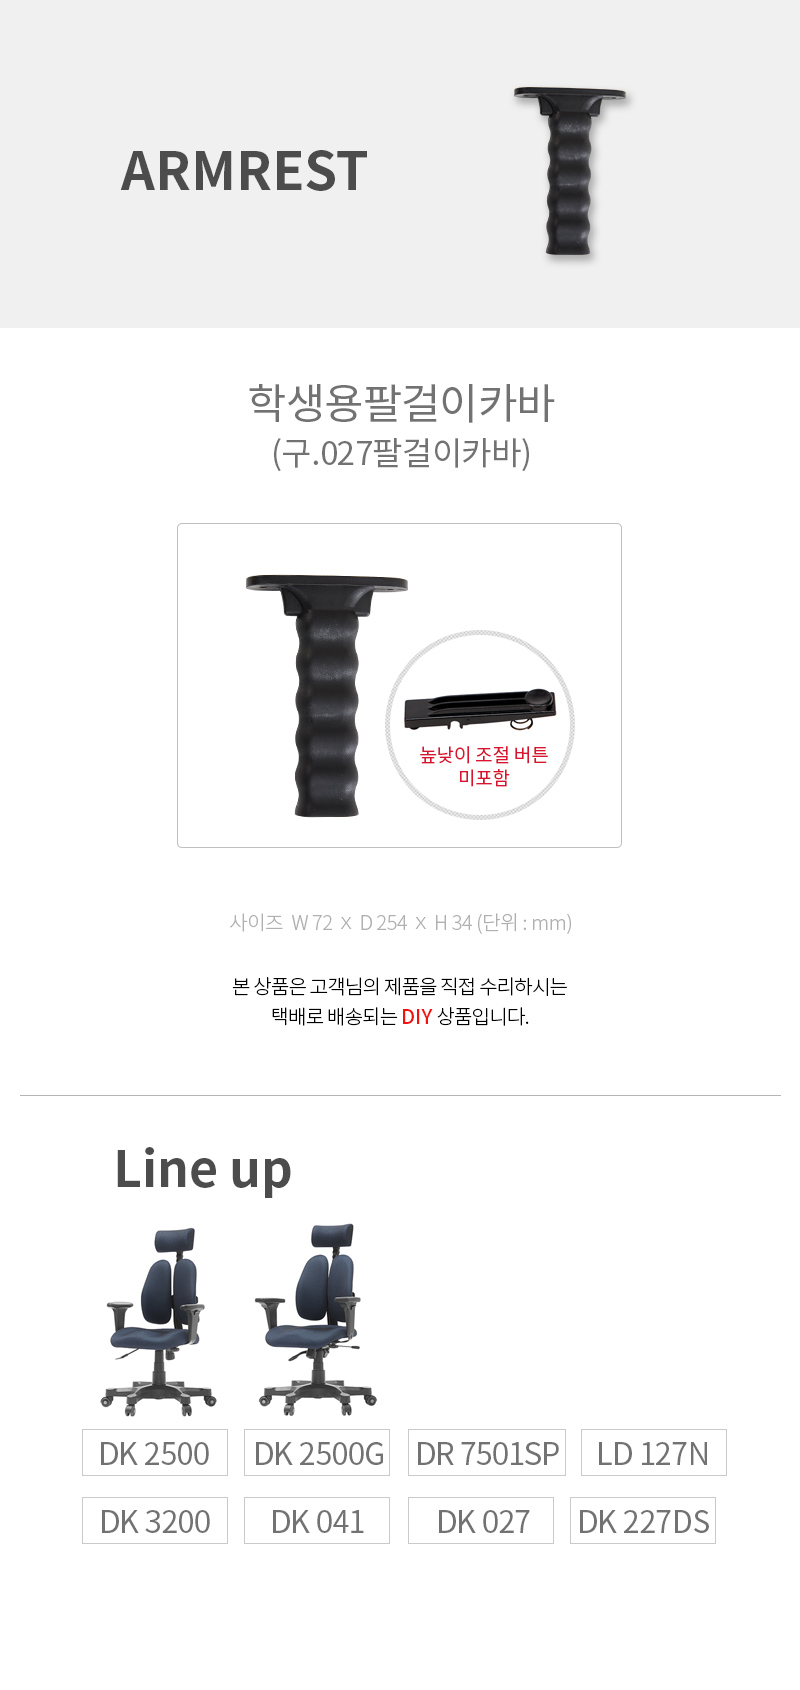 ARMREST
학생용팔걸이카바
(구.027팔걸이카바)
높낮이 조절 버튼
미포함
사이즈 W 72 × D 254 × H 34 (단위 : mm)
본 상품은 고객님의 제품을 직접 수리하시는
택배로 배송되는 DIY 상품입니다.
Line up
DK 2500 DK 2500G DR 7501SP LD 127N
DK 3200 DK 041 DK 027 DK 227DS